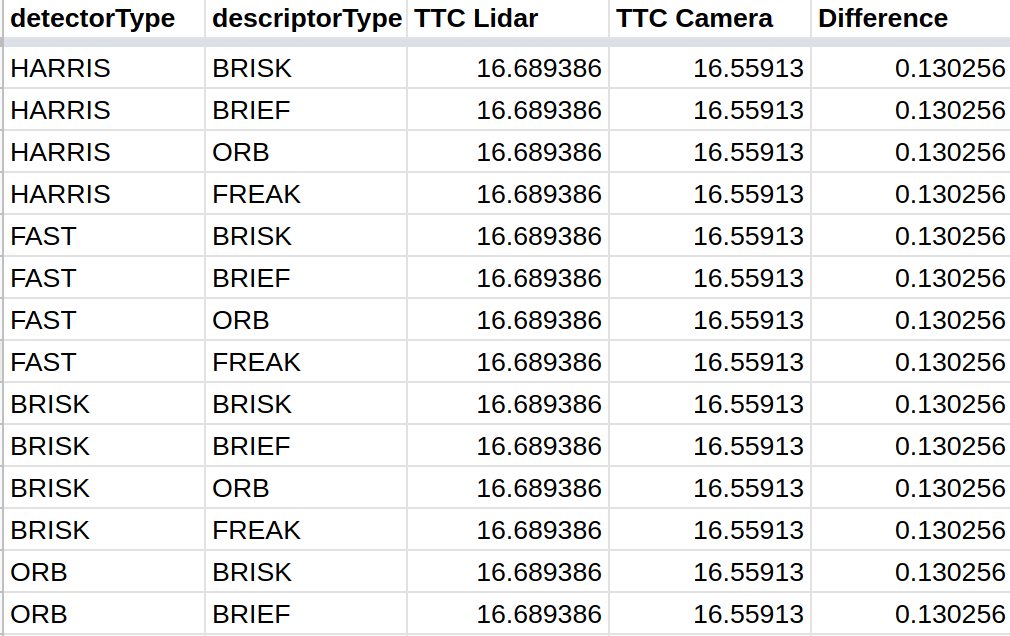 detectorType descriptorType TTC Lidar TTC Camera Difference
HARRIS BRISK 16.689386 16.55913 0.130256
HARRIS BRIEF 16.689386 16.55913 0.130256
HARRIS ORB 16.689386 16.55913 0.130256
HARRIS FREAK 16.689386 16.55913 0.130256
FAST BRISK 16.689386 16.55913 0.130256
FAST BRIEF 16.689386 16.55913 0.130256
FAST ORB 16.689386 16.55913 0.130256
FAST FREAK 16.689386 16.55913 0.130256
BRISK BRISK 16.689386 16.55913 0.130256
BRISK BRIEF 16.689386 16.55913 0.130256
BRISK ORB 16.689386 16.55913 0.130256
BRISK FREAK 16.689386 16.55913 0.130256
ORB BRISK 16.689386 16.55913 0.130256
ORB BRIEF 16.689386 16.55913 0.130256